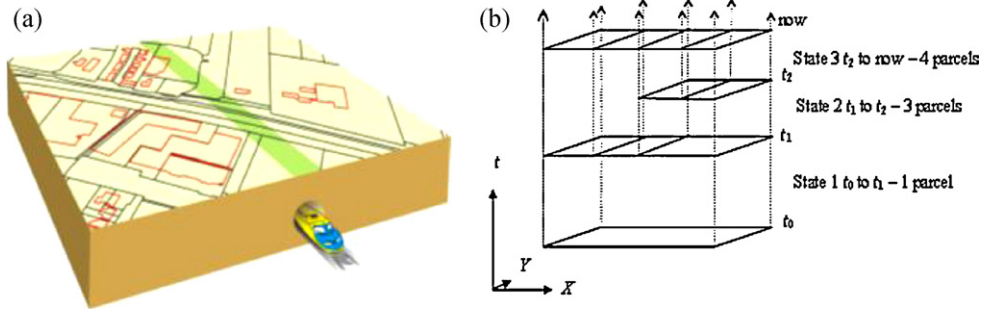 (a)
(b)
now
State 3 t2 to now – 4 parcels
t2
State 2 t1 to t2 – 3 parcels
t1
t
State 1 t0 to t1 – 1 parcel
t0
Y
X